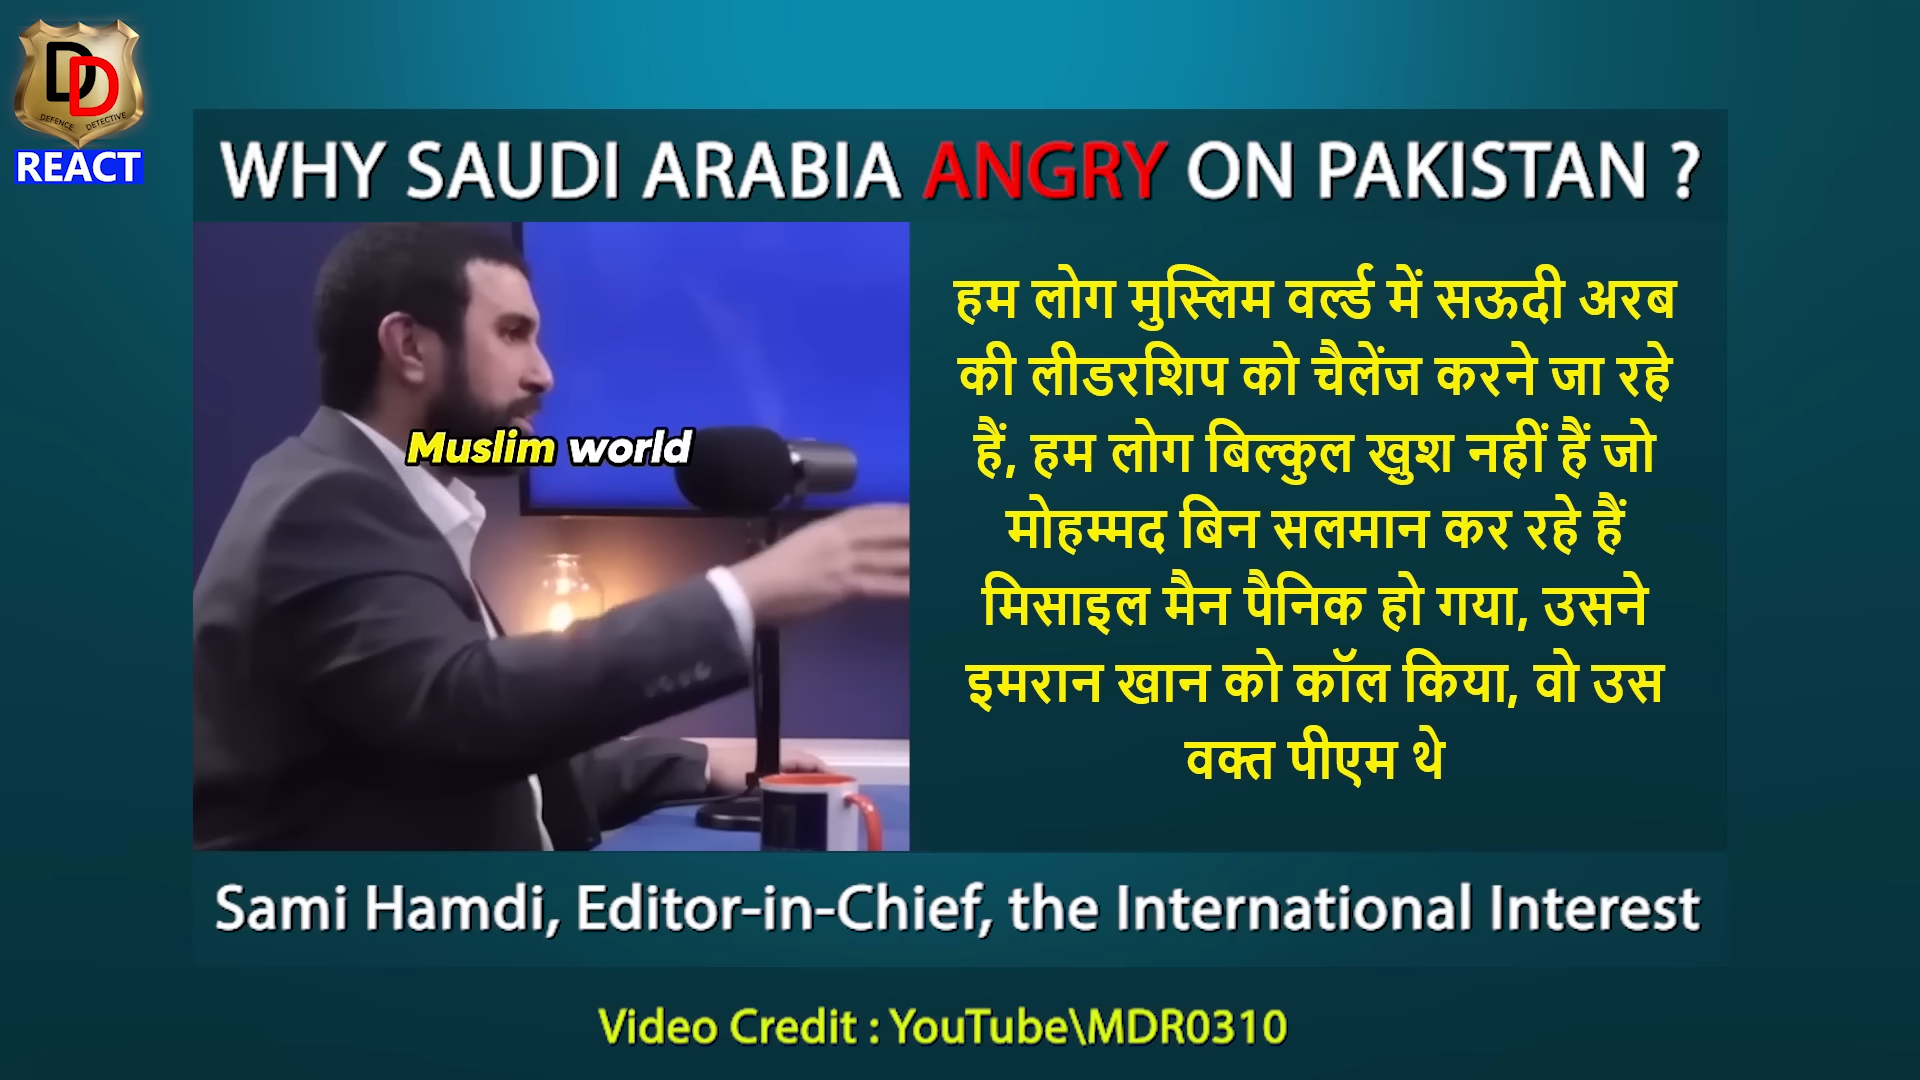 DD
DEFENCE DETECTIVE
REACT
WHY SAUDI ARABIA ANGRY ON PAKISTAN ?
Muslim world
हम लोग मुस्लिम वर्ल्ड में सऊदी अरब
की लीडरशिप को चैलेंज करने जा रहे
हैं, हम लोग बिल्कुल खुश नहीं हैं जो
मोहम्मद बिन सलमान कर रहे हैं
मिसाइल मैन पैनिक हो गया, उसने
इमरान खान को कॉल किया, वो उस
वक्त पीएम थे
Sami Hamdi, Editor-in-Chief, the International Interest
Video Credit : YouTube\MDR0310